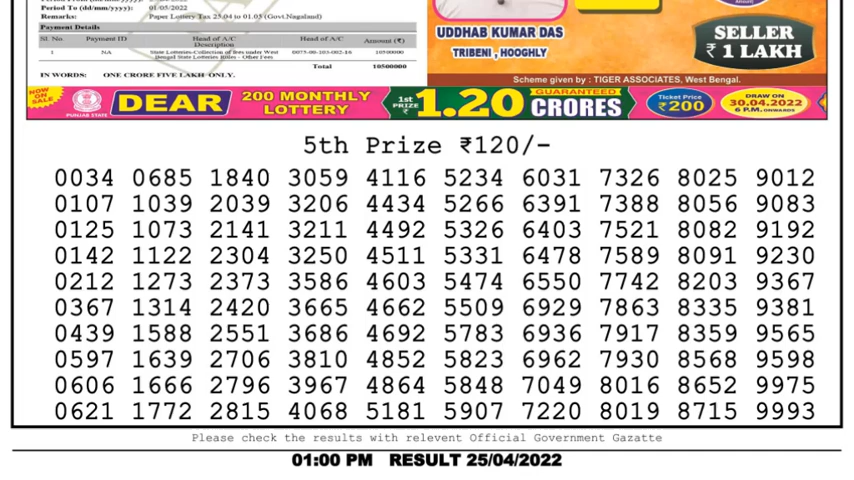 01/05/2022
Period To (dd/mm/yyyy): 01/05/2022
Remarks: Paper Lottery Tax 25.04 to 01.05 (Govt.Nagaland)
Payment Details
Sl. No. Payment ID Head of A/C Description Head of A/C Amount (₹)
1 NA State Lotteries-Collection of fees under West Bengal State Lotteries Rules - Other Fees 0075-00-103-002-16 10500000
Total 10500000
IN WORDS: ONE CRORE FIVE LAKH ONLY.
UDDHAB KUMAR DAS
TRIBENI , HOOGHLY
SELLER
₹ 1 LAKH
Scheme given by : TIGER ASSOCIATES, West Bengal.
NOW ON SALE
PUNJAB STATE
DEAR
200 MONTHLY
LOTTERY
1st PRIZE ₹
1.20
GUARANTEED
CRORES
Ticket Price
₹200
DRAW ON
30.04.2022
6 P.M. ONWARDS
5th Prize ₹120/-
0034 0685 1840 3059 4116 5234 6031 7326 8025 9012
0107 1039 2039 3206 4434 5266 6391 7388 8056 9083
0125 1073 2141 3211 4492 5326 6403 7521 8082 9192
0142 1122 2304 3250 4511 5331 6478 7589 8091 9230
0212 1273 2373 3586 4603 5474 6550 7742 8203 9367
0367 1314 2420 3665 4662 5509 6929 7863 8335 9381
0439 1588 2551 3686 4692 5783 6936 7917 8359 9565
0597 1639 2706 3810 4852 5823 6962 7930 8568 9598
0606 1666 2796 3967 4864 5848 7049 8016 8652 9975
0621 1772 2815 4068 5181 5907 7220 8019 8715 9993
Please check the results with relevent Official Government Gazatte
01:00 PM RESULT 25/04/2022